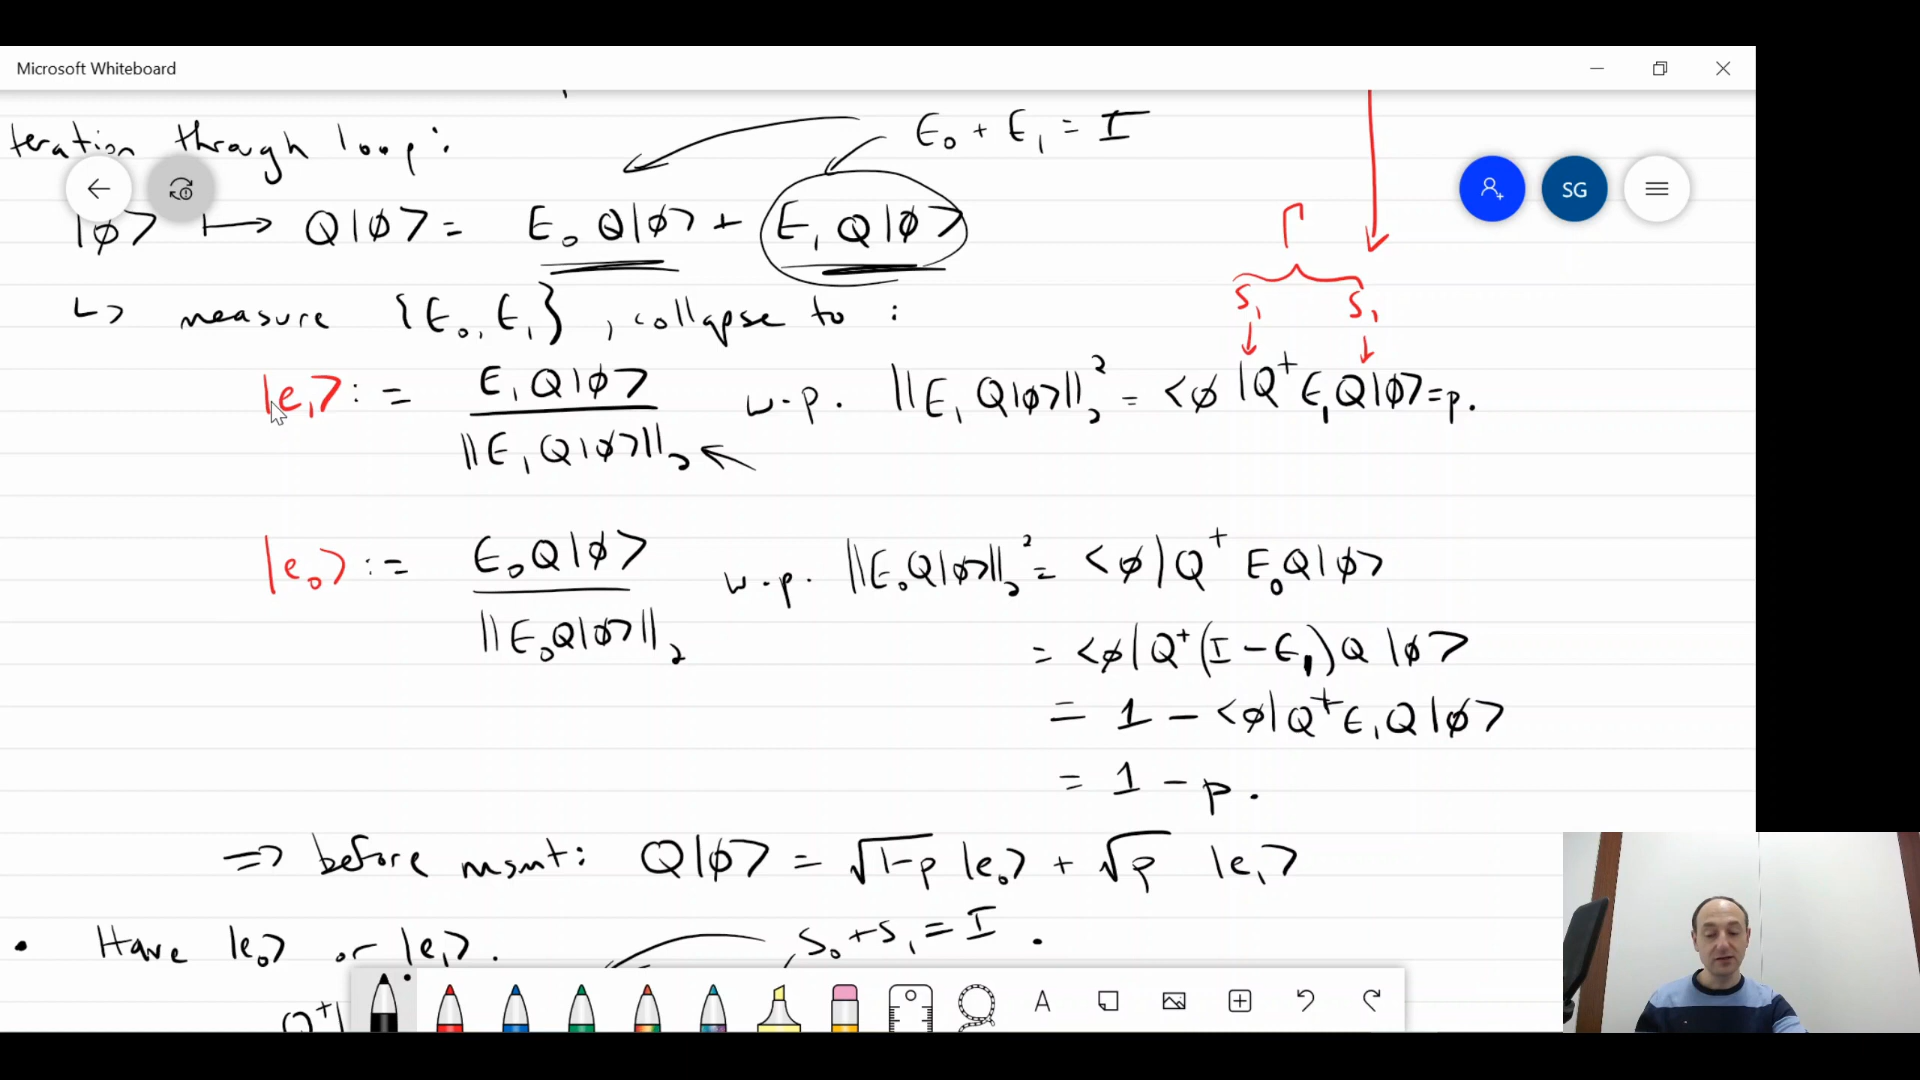 Microsoft Whiteboard
teration through loop:
E₀ + E₁ = I
|φ⟩ ↦ Q|φ⟩ = E₀Q|φ⟩ + E₁Q|φ⟩
SG
Γ
S₁ S₁
↳ measure {E₀, E₁}, collapse to :
|e₁⟩ := E₁Q|φ⟩ / ||E₁Q|φ⟩||₂ w.p. ||E₁Q|φ⟩||₂² = <φ|Q†E₁Q|φ⟩ = p.
|e₀⟩ := E₀Q|φ⟩ / ||E₀Q|φ⟩||₂ w.p. ||E₀Q|φ⟩||₂² = <φ|Q† E₀Q|φ⟩
= <φ|Q†(I - E₁)Q|φ⟩
= 1 - <φ|Q†E₁Q|φ⟩
= 1 - p.
=> before msmt: Q|φ⟩ = √1-p |e₀⟩ + √p |e₁⟩
• Have |e₀⟩ or |e₁⟩. S₀ + S₁ = I.
Q†|
A